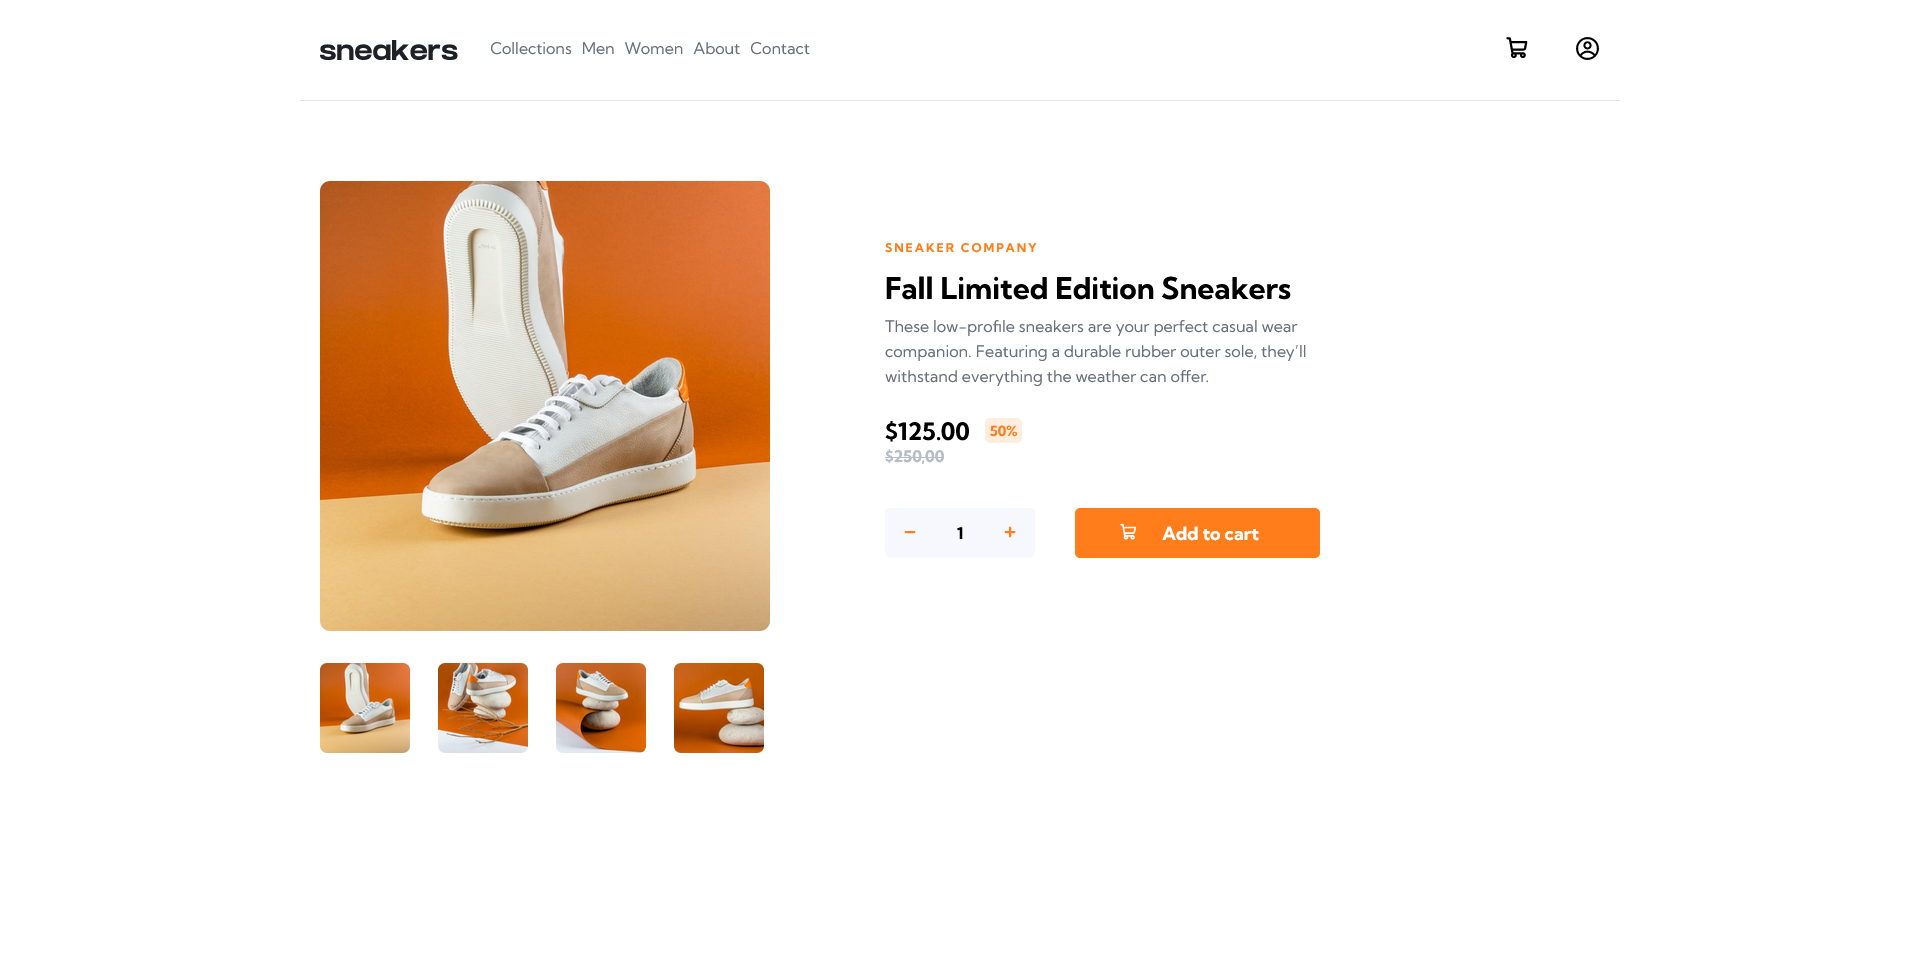 sneakers
Collections Men Women About Contact
SNEAKER COMPANY
Fall Limited Edition Sneakers
These low-profile sneakers are your perfect casual wear
companion. Featuring a durable rubber outer sole, they’ll
withstand everything the weather can offer.
$125.00 50%
$250,00
− 1 +
Add to cart